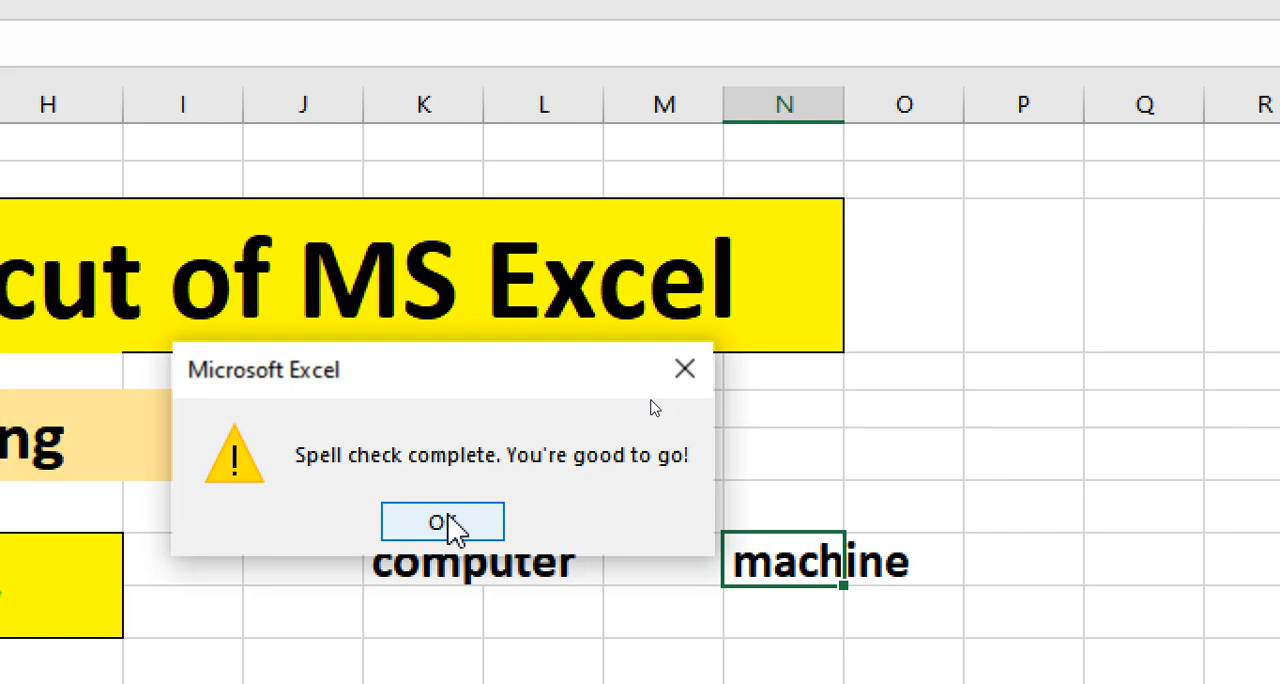 H I J K L M N O P Q R
cut of MS Excel
Microsoft Excel
ng
Spell check complete. You're good to go!
OK
computer machine